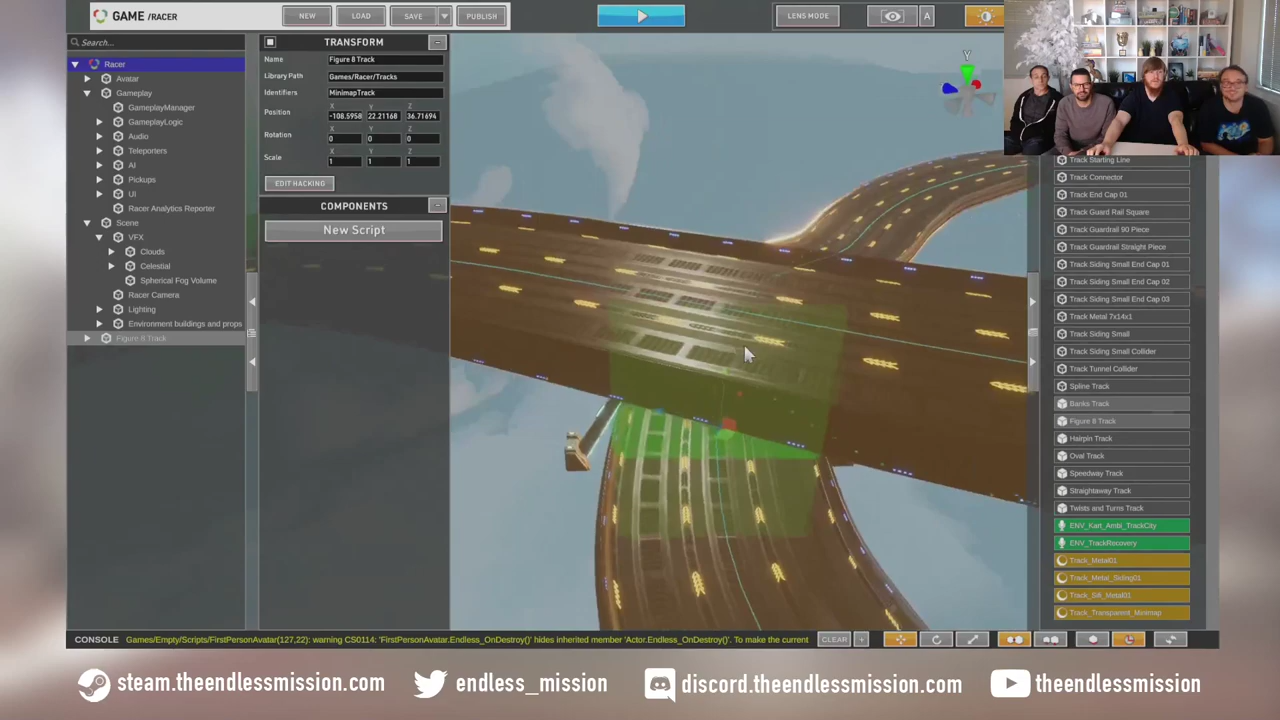 GAME /RACER
NEW
LOAD
SAVE
PUBLISH
LENS MODE
A
Search...
Racer
Avatar
Gameplay
GameplayManager
GameplayLogic
Audio
Teleporters
AI
Pickups
UI
Racer Analytics Reporter
Scene
VFX
Clouds
Celestial
Spherical Fog Volume
Racer Camera
Lighting
Environment buildings and props
Figure 8 Track
TRANSFORM
Name
Figure 8 Track
Library Path
Games/Racer/Tracks
Identifiers
MinimapTrack
X Y Z
Position
-108.5958 22.21168 36.71694
X Y Z
Rotation
0 0 0
X Y Z
Scale
1 1 1
EDIT HACKING
COMPONENTS
New Script
Y
Track Starting Line
Track Connector
Track End Cap 01
Track Guard Rail Square
Track Guardrail 90 Piece
Track Guardrail Straight Piece
Track Siding Small End Cap 01
Track Siding Small End Cap 02
Track Siding Small End Cap 03
Track Metal 7x14x1
Track Siding Small
Track Siding Small Collider
Track Tunnel Collider
Spline Track
Banks Track
Figure 8 Track
Hairpin Track
Oval Track
Speedway Track
Straightaway Track
Twists and Turns Track
ENV_Kart_Ambi_TrackCity
ENV_TrackRecovery
Track_Metal01
Track_Metal_Siding01
Track_Sifi_Metal01
Track_Transparent_Minimap
CONSOLE Games/Empty/Scripts/FirstPersonAvatar(127,22): warning CS0114: 'FirstPersonAvatar.Endless_OnDestroy()' hides inherited member 'Actor.Endless_OnDestroy()'. To make the current
CLEAR
steam.theendlessmission.com
endless_mission
discord.theendlessmission.com
theendlessmission